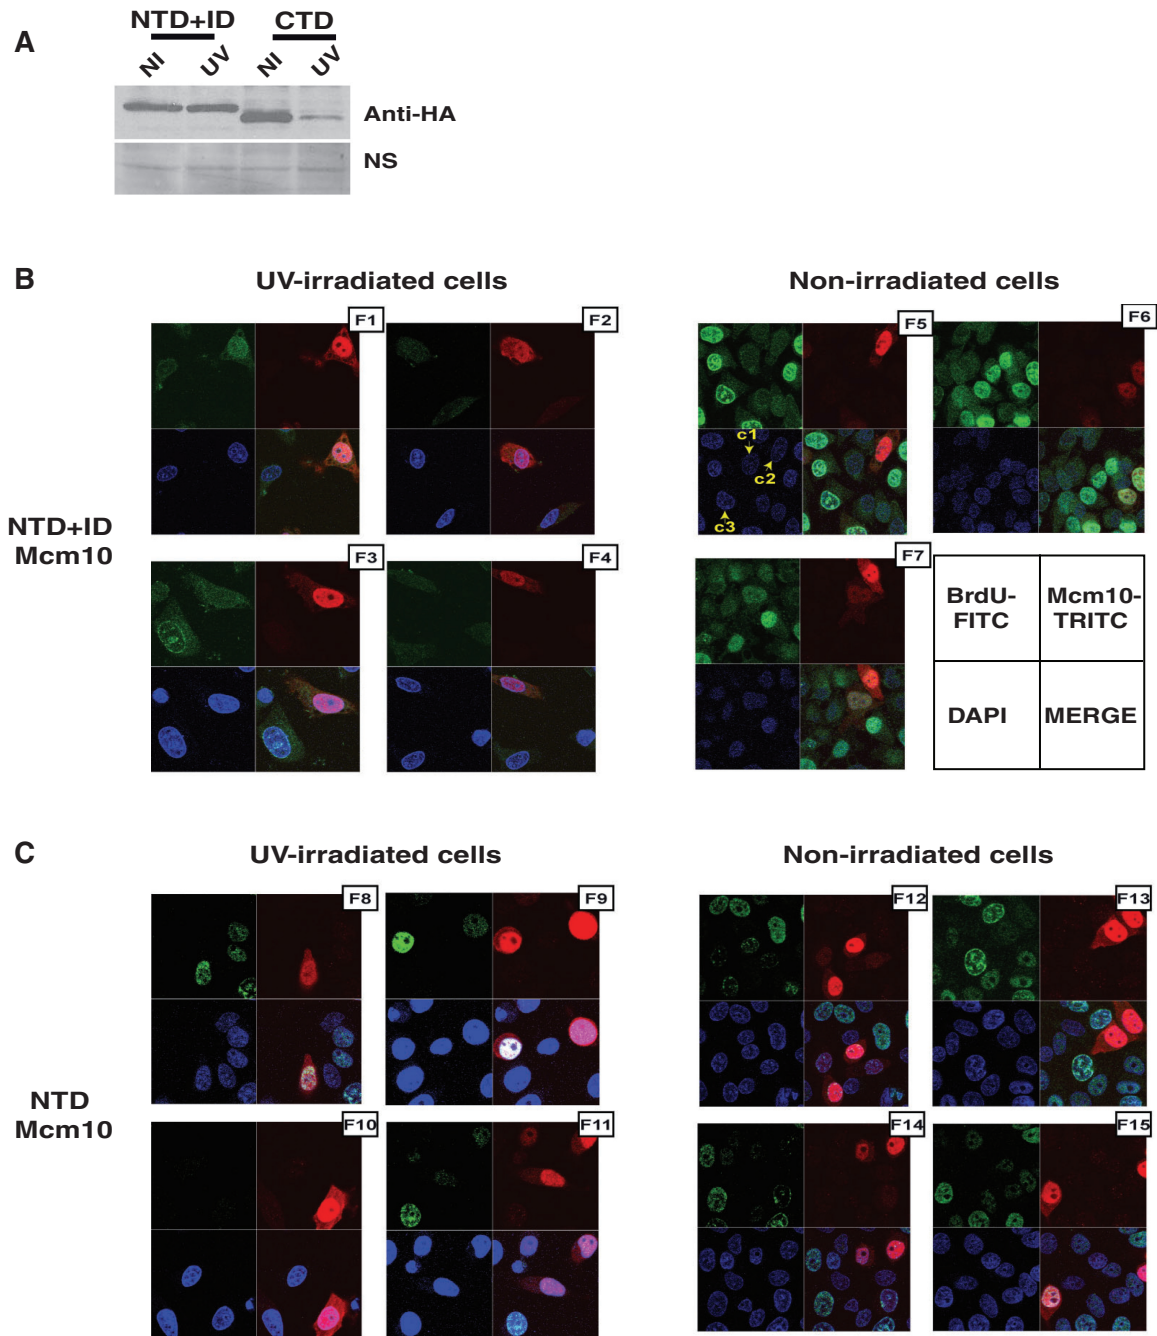 A
NTD+ID
CTD
NI
UV
NI
UV
Anti-HA
NS
B
UV-irradiated cells
Non-irradiated cells
F1
F2
F5
F6
c1
c2
c3
NTD+ID
Mcm10
F3
F4
F7
BrdU-
FITC
Mcm10-
TRITC
DAPI
MERGE
C
UV-irradiated cells
Non-irradiated cells
F8
F9
F12
F13
NTD
Mcm10
F10
F11
F14
F15